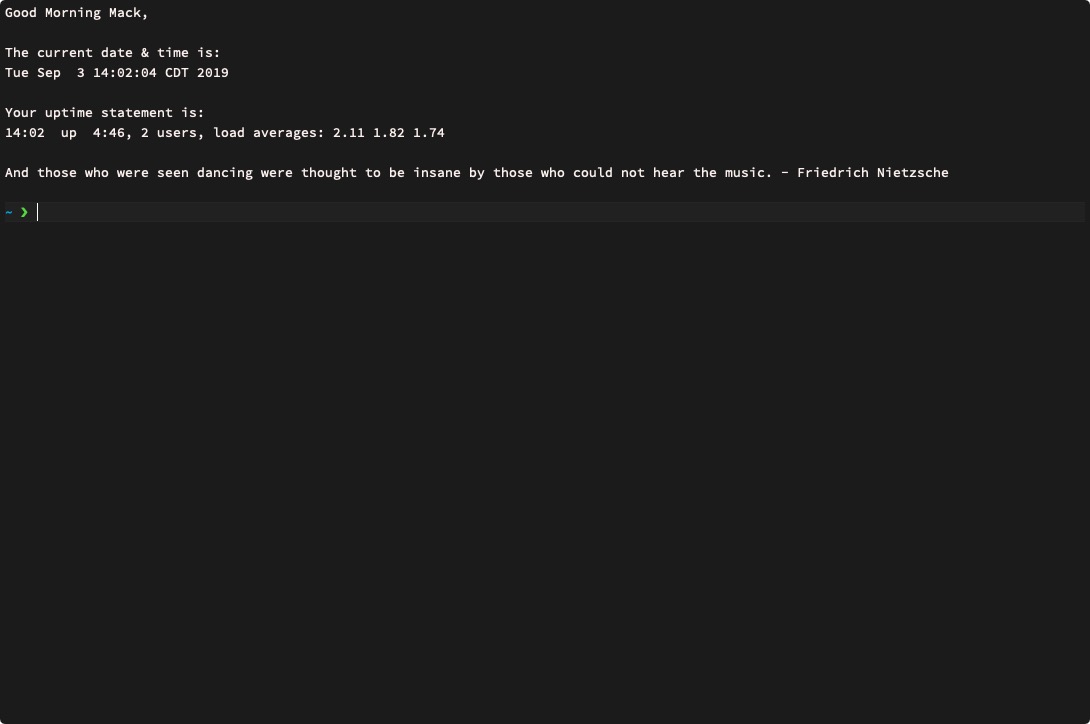 Good Morning Mack,
The current date & time is:
Tue Sep  3 14:02:04 CDT 2019
Your uptime statement is:
14:02  up  4:46, 2 users, load averages: 2.11 1.82 1.74
And those who were seen dancing were thought to be insane by those who could not hear the music. - Friedrich Nietzsche
~ ❯